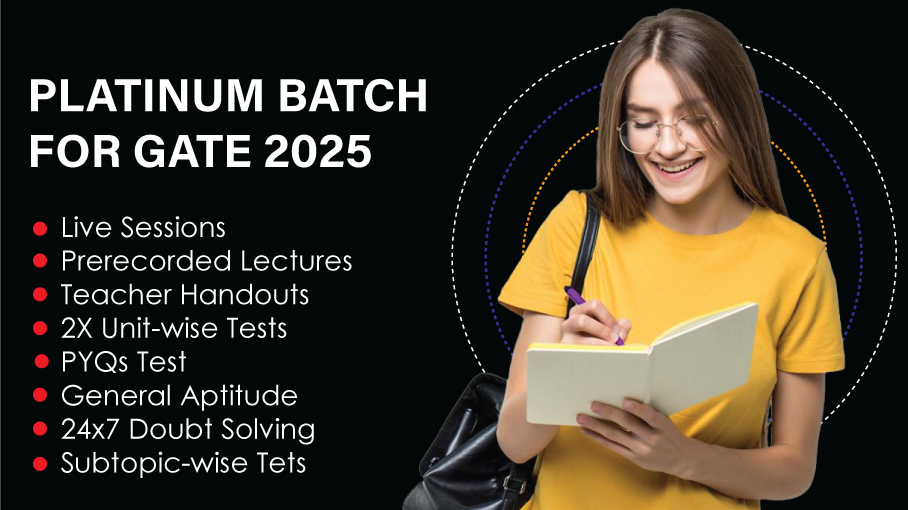 PLATINUM BATCH
FOR GATE 2025
Live Sessions
Prerecorded Lectures
Teacher Handouts
2X Unit-wise Tests
PYQs Test
General Aptitude
24x7 Doubt Solving
Subtopic-wise Tets